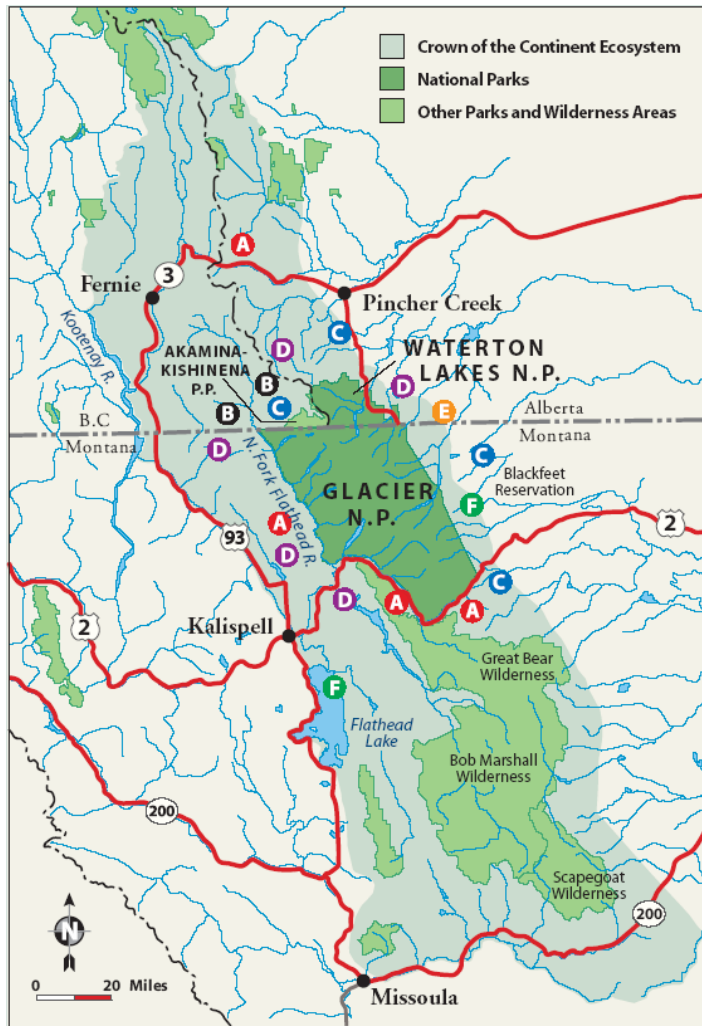 Crown of the Continent Ecosystem
National Parks
Other Parks and Wilderness Areas
A
3
Fernie
Pincher Creek
Kootenay R.
C
D
AKAMINA-
KISHINENA
P.P.
WATERTON
LAKES N.P.
B
D
C
B
E
B.C
Alberta
Montana
Montana
D
C
N. Fork Flathead R.
Blackfeet
Reservation
GLACIER
N.P.
F
A
2
93
D
C
D
A
A
2
Kalispell
Great Bear
Wilderness
F
Flathead
Lake
Bob Marshall
Wilderness
200
Scapegoat
Wilderness
200
N
0
20 Miles
Missoula